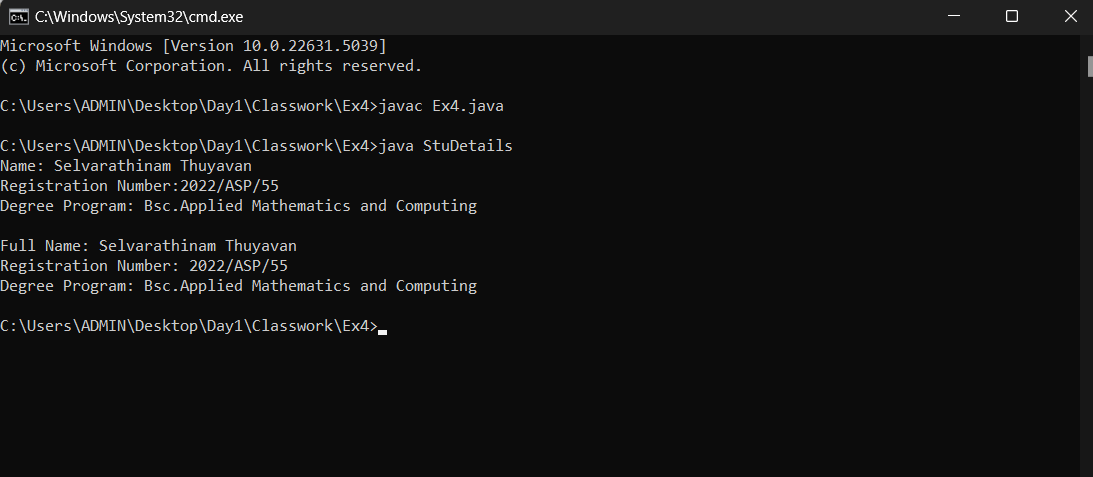 C:\Windows\System32\cmd.exe
Microsoft Windows [Version 10.0.22631.5039]
(c) Microsoft Corporation. All rights reserved.
C:\Users\ADMIN\Desktop\Day1\Classwork\Ex4>javac Ex4.java
C:\Users\ADMIN\Desktop\Day1\Classwork\Ex4>java StuDetails
Name: Selvarathinam Thuyavan
Registration Number:2022/ASP/55
Degree Program: Bsc.Applied Mathematics and Computing
Full Name: Selvarathinam Thuyavan
Registration Number: 2022/ASP/55
Degree Program: Bsc.Applied Mathematics and Computing
C:\Users\ADMIN\Desktop\Day1\Classwork\Ex4>